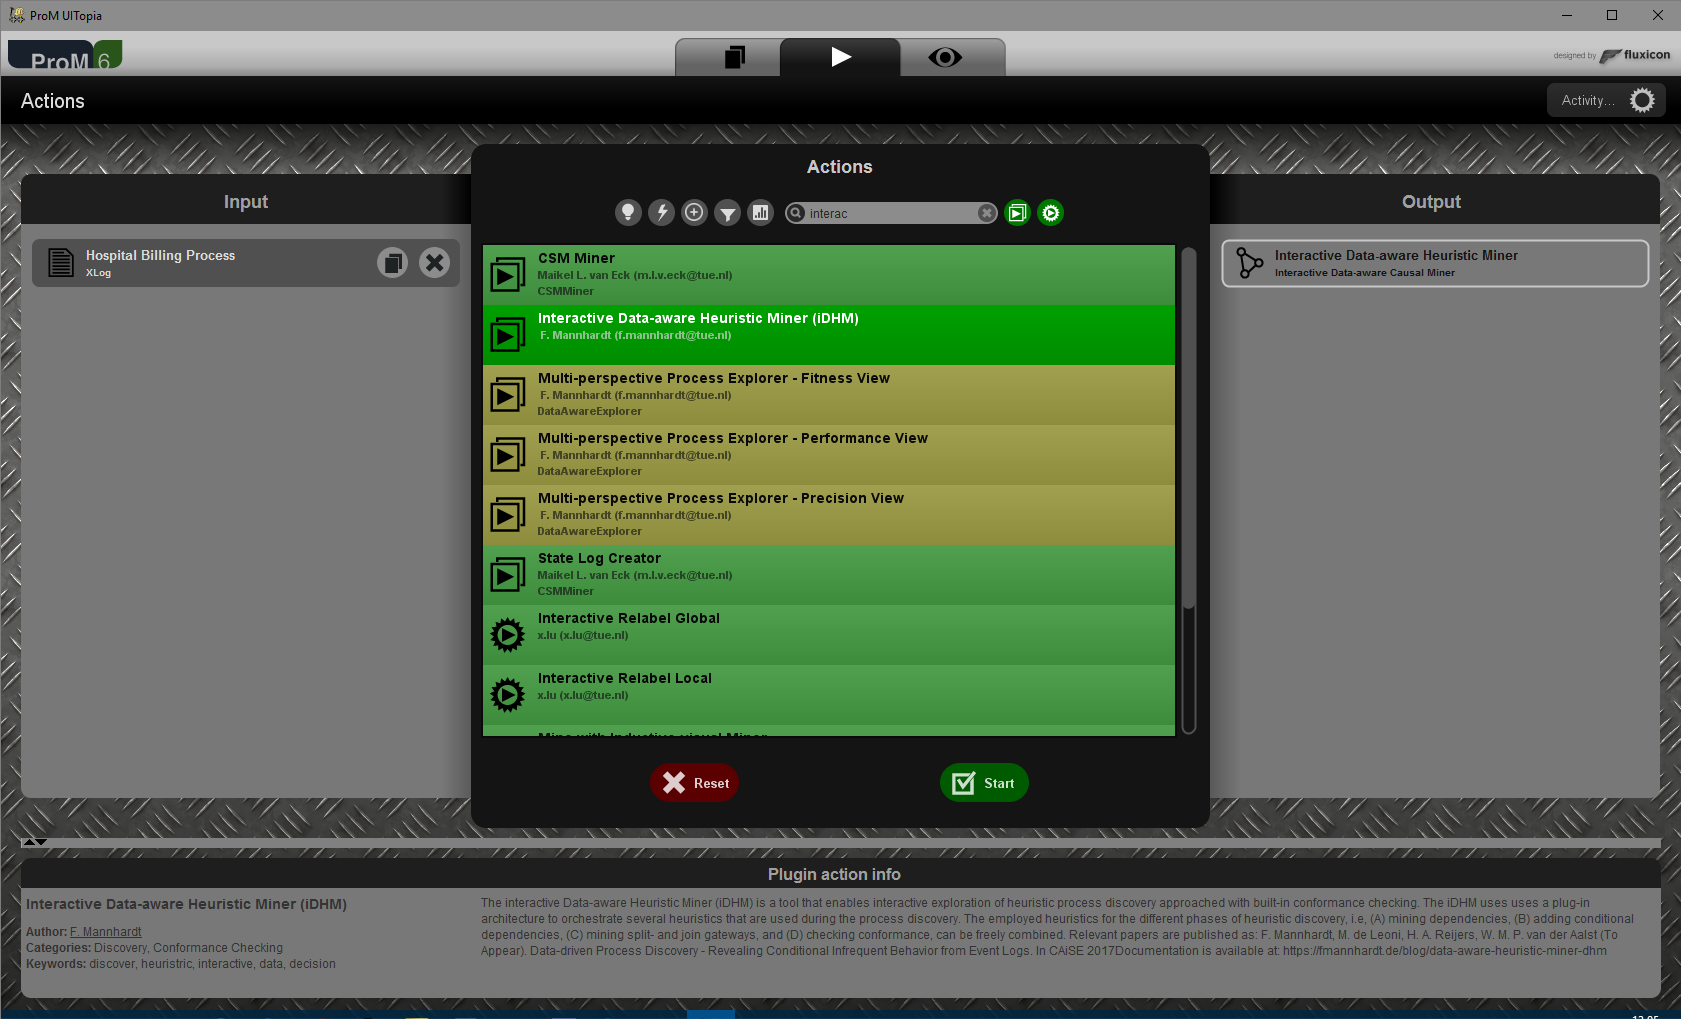 ProM UITopia
ProM 6
designed by fluxicon
Actions
Activity...
Actions
Input
Output
interac
Hospital Billing Process
XLog
CSM Miner
Maikel L. van Eck (m.l.v.eck@tue.nl)
CSMMiner
Interactive Data-aware Heuristic Miner (iDHM)
F. Mannhardt (f.mannhardt@tue.nl)
Multi-perspective Process Explorer - Fitness View
F. Mannhardt (f.mannhardt@tue.nl)
DataAwareExplorer
Multi-perspective Process Explorer - Performance View
F. Mannhardt (f.mannhardt@tue.nl)
DataAwareExplorer
Multi-perspective Process Explorer - Precision View
F. Mannhardt (f.mannhardt@tue.nl)
DataAwareExplorer
State Log Creator
Maikel L. van Eck (m.l.v.eck@tue.nl)
CSMMiner
Interactive Relabel Global
x.lu (x.lu@tue.nl)
Interactive Relabel Local
x.lu (x.lu@tue.nl)
Mine with Inductive visual Miner
Interactive Data-aware Heuristic Miner
Interactive Data-aware Causal Miner
Reset
Start
Plugin action info
Interactive Data-aware Heuristic Miner (iDHM)
Author: F. Mannhardt
Categories: Discovery, Conformance Checking
Keywords: discover, heuristric, interactive, data, decision
The interactive Data-aware Heuristic Miner (iDHM) is a tool that enables interactive exploration of heuristic process discovery approached with built-in conformance checking. The iDHM uses uses a plug-in
architecture to orchestrate several heuristics that are used during the process discovery. The employed heuristics for the different phases of heuristic discovery, i.e, (A) mining dependencies, (B) adding conditional
dependencies, (C) mining split- and join gateways, and (D) checking conformance, can be freely combined. Relevant papers are published as: F. Mannhardt, M. de Leoni, H. A. Reijers, W. M. P. van der Aalst (To
Appear). Data-driven Process Discovery - Revealing Conditional Infrequent Behavior from Event Logs. In CAiSE 2017Documentation is available at: https://fmannhardt.de/blog/data-aware-heuristic-miner-dhm